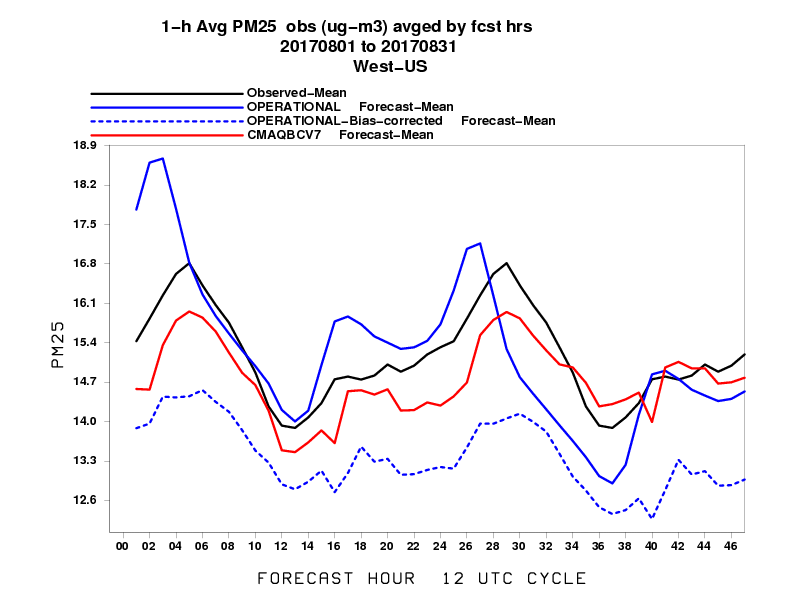 1-h Avg PM25  obs (ug-m3) avged by fcst hrs
20170801 to 20170831
West-US
Observed-Mean
OPERATIONAL    Forecast-Mean
OPERATIONAL-Bias-corrected    Forecast-Mean
CMAQBCV7    Forecast-Mean
18.9
18.2
17.5
16.8
16.1
15.4
14.7
14.0
13.3
12.6
PM25
00 02 04 06 08 10 12 14 16 18 20 22 24 26 28 30 32 34 36 38 40 42 44 46
FORECAST HOUR  12 UTC CYCLE